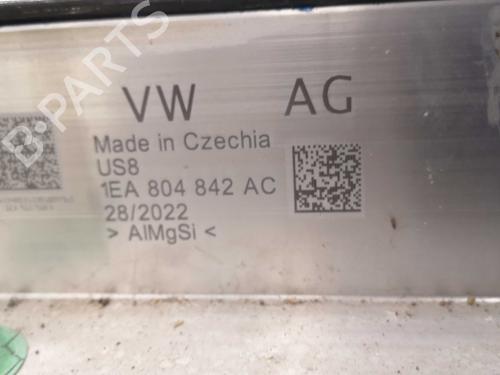 VW AG
Made in Czechia
US8
1EA 804 842 AC
28/2022
> AlMgSi <
B-PARTS